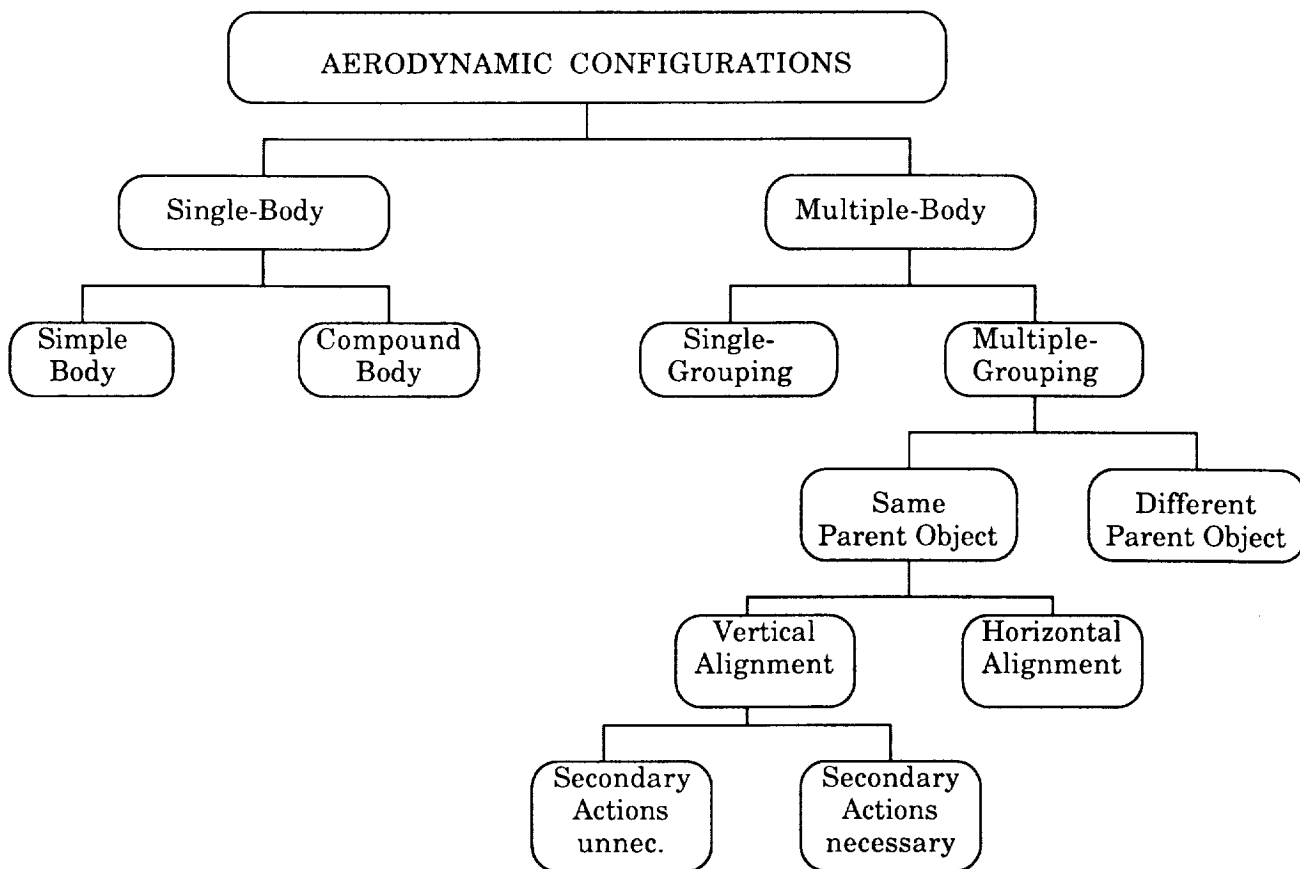 AERODYNAMIC CONFIGURATIONS
Single-Body
Multiple-Body
Simple
Body
Compound
Body
Single-
Grouping
Multiple-
Grouping
Same
Parent Object
Different
Parent Object
Vertical
Alignment
Horizontal
Alignment
Secondary
Actions
unnec.
Secondary
Actions
necessary